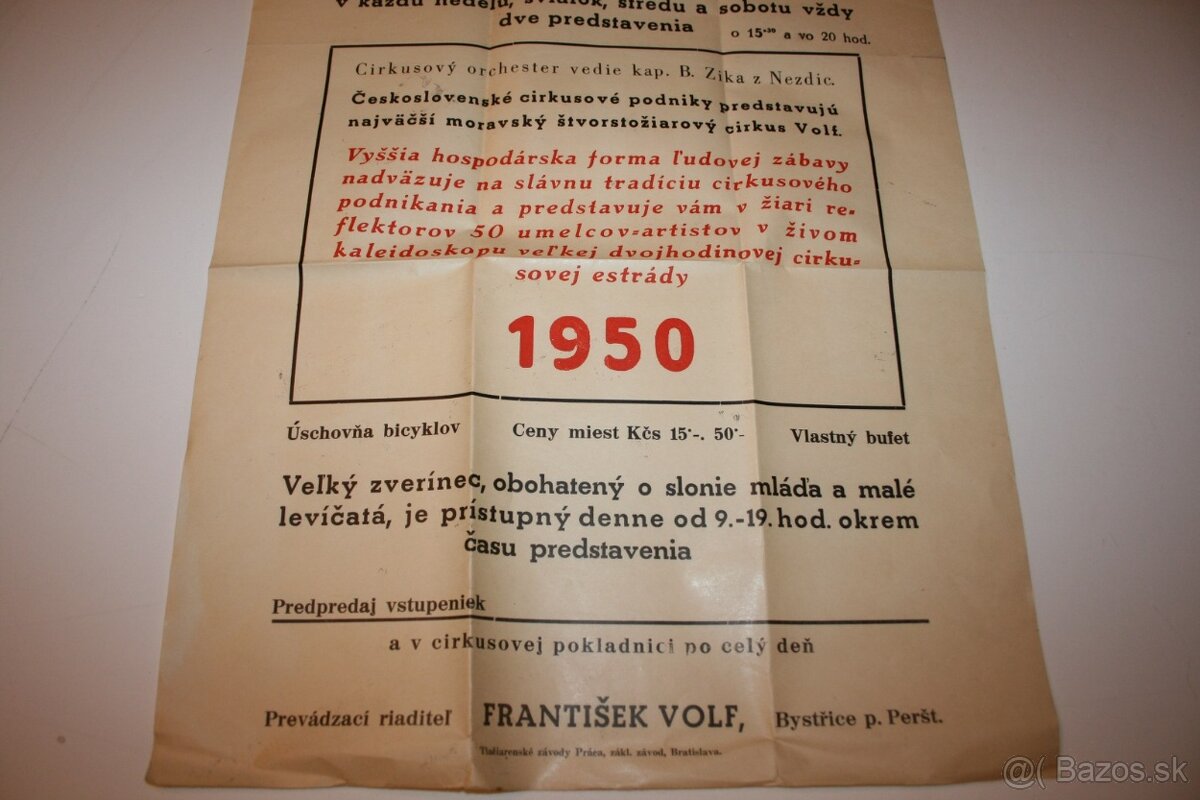 v každú nedeľu, sviatok, stredu a sobotu vždy
dve predstavenia o 15·³⁰ a vo 20 hod.
Cirkusový orchester vedie kap. B. Zika z Nezdic.
Československé cirkusové podniky predstavujú
najväčší moravský štvorstožiarový cirkus Volf.
Vyššia hospodárska forma ľudovej zábavy
nadväzuje na slávnu tradíciu cirkusového
podnikania a predstavuje vám v žiari re-
flektorov 50 umelcov-artistov v živom
kaleidoskopu veľkej dvojhodinovej cirku-
sovej estrády
1950
Úschovňa bicyklov Ceny miest Kčs 15·-. 50·- Vlastný bufet
Veľký zverínec, obohatený o slonie mláďa a malé
levíčatá, je prístupný denne od 9.-19. hod. okrem
času predstavenia
Predpredaj vstupeniek
a v cirkusovej pokladnici po celý deň
Prevádzací riaditeľ FRANTIŠEK VOLF, Bystřice p. Peršt.
Tlačiarenské závody Práca, zákl. závod, Bratislava.
@( Bazos.sk